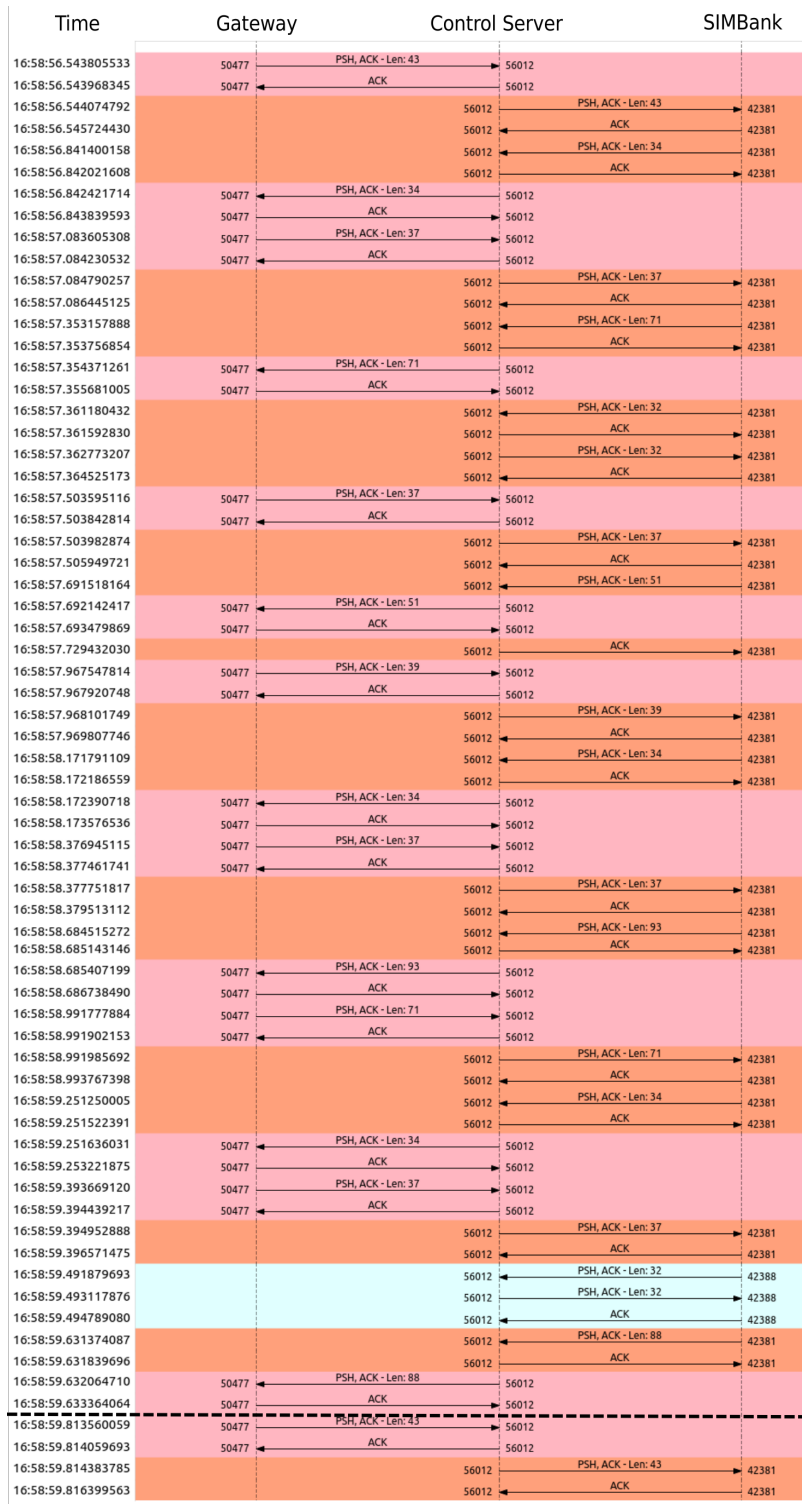 Time Gateway Control Server SIMBank
16:58:56.543805533 50477 PSH, ACK - Len: 43 56012
16:58:56.543968345 50477 ACK 56012
16:58:56.544074792 56012 PSH, ACK - Len: 43 42381
16:58:56.545724430 56012 ACK 42381
16:58:56.841400158 56012 PSH, ACK - Len: 34 42381
16:58:56.842021608 56012 ACK 42381
16:58:56.842421714 50477 PSH, ACK - Len: 34 56012
16:58:56.843839593 50477 ACK 56012
16:58:57.083605308 50477 PSH, ACK - Len: 37 56012
16:58:57.084230532 50477 ACK 56012
16:58:57.084790257 56012 PSH, ACK - Len: 37 42381
16:58:57.086445125 56012 ACK 42381
16:58:57.353157888 56012 PSH, ACK - Len: 71 42381
16:58:57.353756854 56012 ACK 42381
16:58:57.354371261 50477 PSH, ACK - Len: 71 56012
16:58:57.355681005 50477 ACK 56012
16:58:57.361180432 56012 PSH, ACK - Len: 32 42381
16:58:57.361592830 56012 ACK 42381
16:58:57.362773207 56012 PSH, ACK - Len: 32 42381
16:58:57.364525173 56012 ACK 42381
16:58:57.503595116 50477 PSH, ACK - Len: 37 56012
16:58:57.503842814 50477 ACK 56012
16:58:57.503982874 56012 PSH, ACK - Len: 37 42381
16:58:57.505949721 56012 ACK 42381
16:58:57.691518164 56012 PSH, ACK - Len: 51 42381
16:58:57.692142417 50477 PSH, ACK - Len: 51 56012
16:58:57.693479869 50477 ACK 56012
16:58:57.729432030 56012 ACK 42381
16:58:57.967547814 50477 PSH, ACK - Len: 39 56012
16:58:57.967920748 50477 ACK 56012
16:58:57.968101749 56012 PSH, ACK - Len: 39 42381
16:58:57.969807746 56012 ACK 42381
16:58:58.171791109 56012 PSH, ACK - Len: 34 42381
16:58:58.172186559 56012 ACK 42381
16:58:58.172390718 50477 PSH, ACK - Len: 34 56012
16:58:58.173576536 50477 ACK 56012
16:58:58.376945115 50477 PSH, ACK - Len: 37 56012
16:58:58.377461741 50477 ACK 56012
16:58:58.377751817 56012 PSH, ACK - Len: 37 42381
16:58:58.379513112 56012 ACK 42381
16:58:58.684515272 56012 PSH, ACK - Len: 93 42381
16:58:58.685143146 56012 ACK 42381
16:58:58.685407199 50477 PSH, ACK - Len: 93 56012
16:58:58.686738490 50477 ACK 56012
16:58:58.991777884 50477 PSH, ACK - Len: 71 56012
16:58:58.991902153 50477 ACK 56012
16:58:58.991985692 56012 PSH, ACK - Len: 71 42381
16:58:58.993767398 56012 ACK 42381
16:58:59.251250005 56012 PSH, ACK - Len: 34 42381
16:58:59.251522391 56012 ACK 42381
16:58:59.251636031 50477 PSH, ACK - Len: 34 56012
16:58:59.253221875 50477 ACK 56012
16:58:59.393669120 50477 PSH, ACK - Len: 37 56012
16:58:59.394439217 50477 ACK 56012
16:58:59.394952888 56012 PSH, ACK - Len: 37 42381
16:58:59.396571475 56012 ACK 42381
16:58:59.491879693 56012 PSH, ACK - Len: 32 42388
16:58:59.493117876 56012 PSH, ACK - Len: 32 42388
16:58:59.494789080 56012 ACK 42388
16:58:59.631374087 56012 PSH, ACK - Len: 88 42381
16:58:59.631839696 56012 ACK 42381
16:58:59.632064710 50477 PSH, ACK - Len: 88 56012
16:58:59.633364064 50477 ACK 56012
16:58:59.813560059 50477 PSH, ACK - Len: 43 56012
16:58:59.814059693 50477 ACK 56012
16:58:59.814383785 56012 PSH, ACK - Len: 43 42381
16:58:59.816399563 56012 ACK 42381